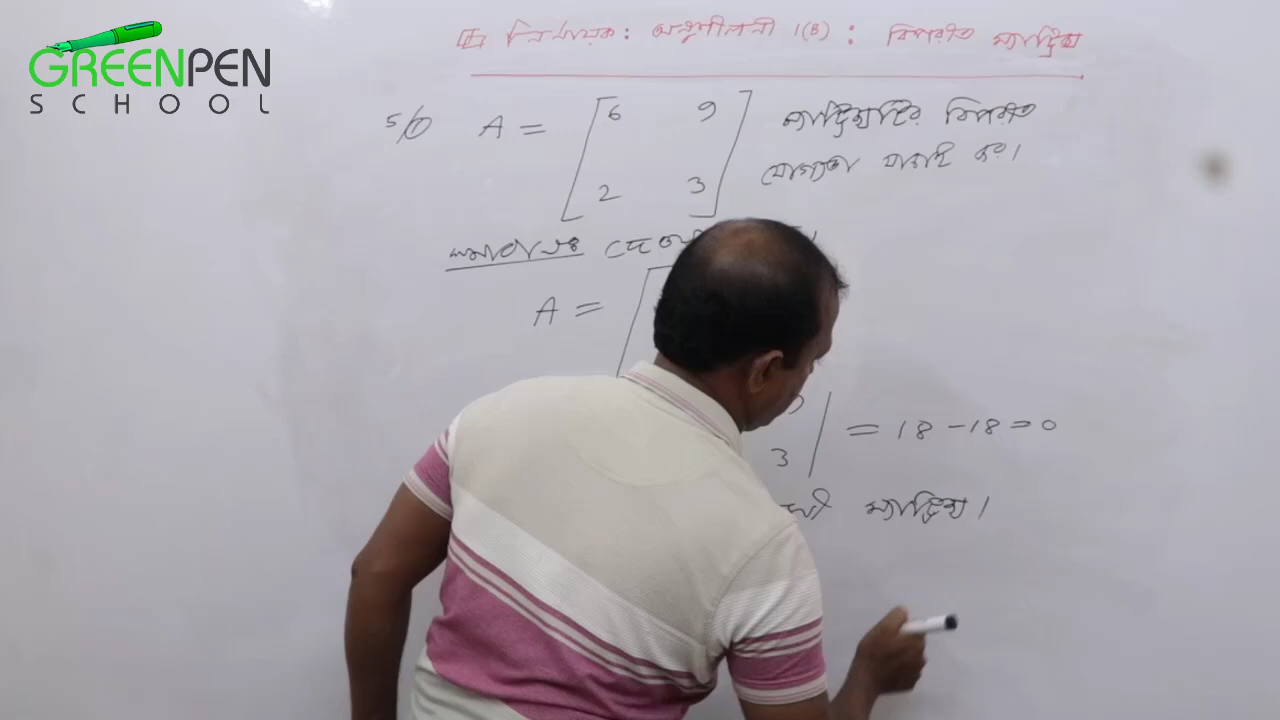 GREENPEN
SCHOOL
নির্ণায়ক: অনুশীলনী 1(B) : বিপরীত ম্যাট্রিক্স
5/ A = [6 9
2 3] ম্যাট্রিক্সটির বিপরীত
যোগ্যতা যাচাই কর।
সমাধানঃ
A = [
3 | = 18 - 18 = 0
ম্যাট্রিক্স।